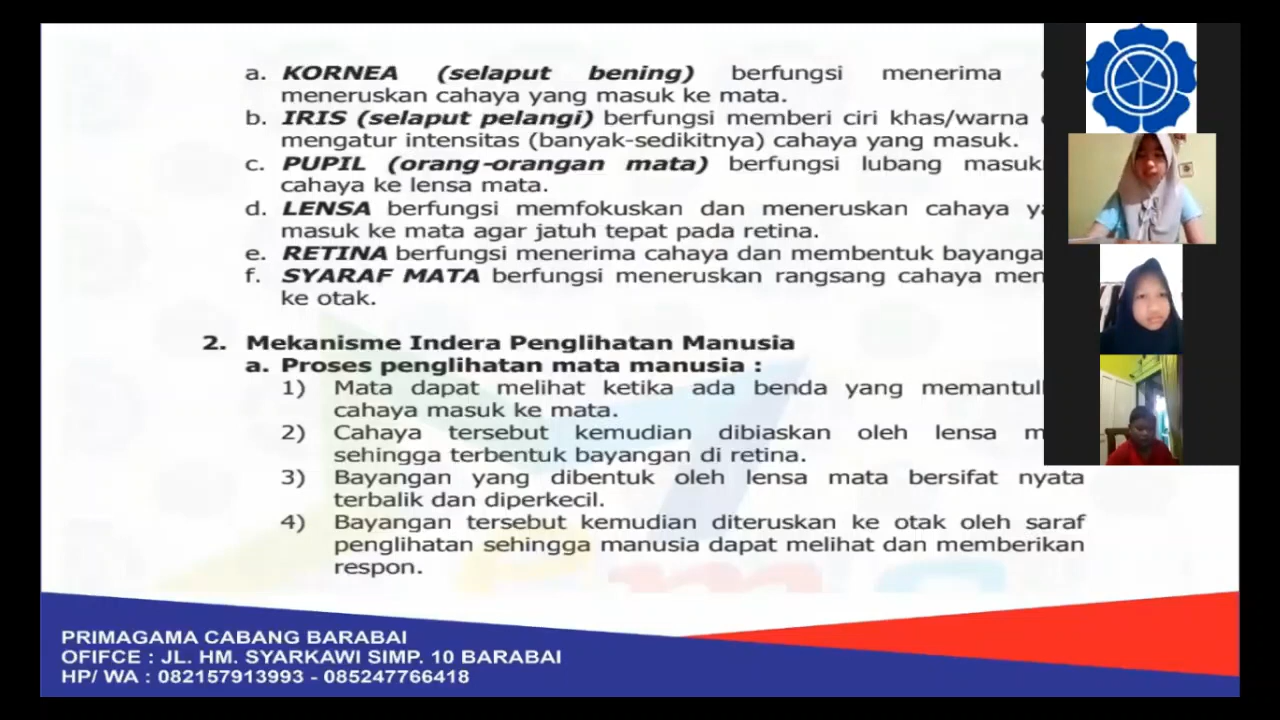 a. KORNEA (selaput bening) berfungsi menerima
meneruskan cahaya yang masuk ke mata.
b. IRIS (selaput pelangi) berfungsi memberi ciri khas/warna
mengatur intensitas (banyak-sedikitnya) cahaya yang masuk.
c. PUPIL (orang-orangan mata) berfungsi lubang
cahaya ke lensa mata.
d. LENSA berfungsi memfokuskan dan meneruskan cahaya
masuk ke mata agar jatuh tepat pada retina.
e. RETINA berfungsi menerima cahaya dan membentuk
f. SYARAF MATA berfungsi meneruskan rangsang cahaya
ke otak.
2. Mekanisme Indera Penglihatan Manusia
a. Proses penglihatan mata manusia :
1) Mata dapat melihat ketika ada benda yang
cahaya masuk ke mata.
2) Cahaya tersebut kemudian dibiaskan oleh lensa
sehingga terbentuk bayangan di retina.
3) Bayangan yang dibentuk oleh lensa mata bersifat nyata
terbalik dan diperkecil.
4) Bayangan tersebut kemudian diteruskan ke otak oleh saraf
penglihatan sehingga manusia dapat melihat dan memberikan
respon.
PRIMAGAMA CABANG BARABAI
OFIFCE : JL. HM. SYARKAWI SIMP. 10 BARABAI
HP/ WA : 082157913993 - 085247766418